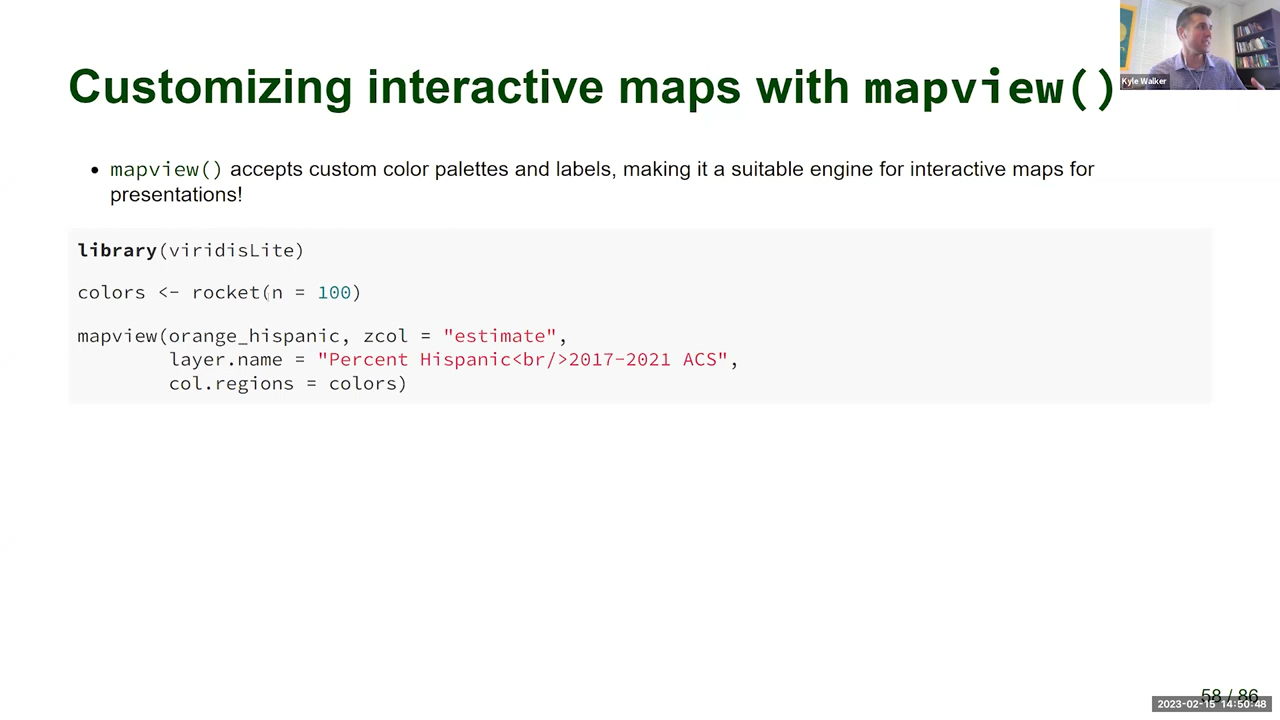 Customizing interactive maps with mapview()
Kyle Walker
• mapview() accepts custom color palettes and labels, making it a suitable engine for interactive maps for
presentations!
library(viridisLite)
colors <- rocket(n = 100)
mapview(orange_hispanic, zcol = "estimate",
layer.name = "Percent Hispanic<br/>2017-2021 ACS",
col.regions = colors)
58 / 86
2023-02-15 14:50:48